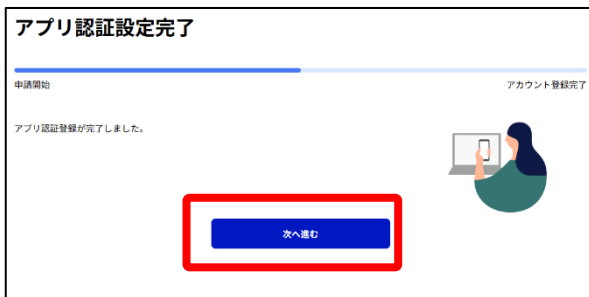 アプリ認証設定完了
申請開始
アカウント登録完了
アプリ認証登録が完了しました。
次へ進む